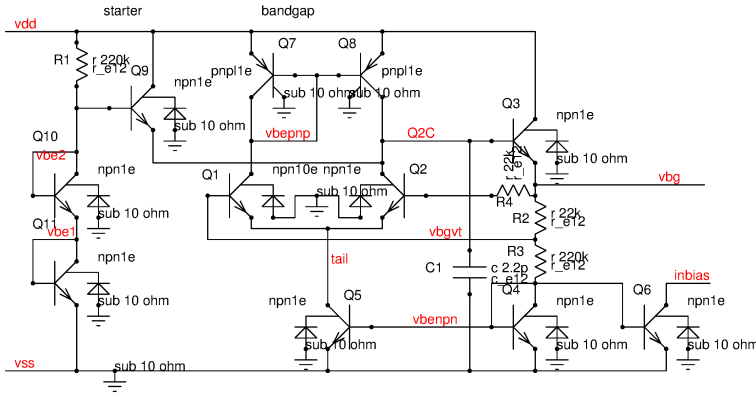 starter
bandgap
vdd
R1
r 220k
r_e12
Q9
npn1e
sub 10 ohm
Q7
pnpl1e
sub 10 ohm
Q8
pnpl1e
sub 10 ohm
Q3
npn1e
sub 10 ohm
Q10
vbe2
npn1e
sub 10 ohm
vbepnp
Q2C
Q1
npn10e
npn1e
Q2
sub 10 ohm
r 22k
r_e12
R4
vbg
R2
r 22k
r_e12
Q11
vbe1
npn1e
sub 10 ohm
vbgvt
tail
R3
r 220k
r_e12
C1
c 2.2p
c_e12
inbias
npn1e
Q5
sub 10 ohm
vbenpn
Q4
npn1e
sub 10 ohm
Q6
npn1e
sub 10 ohm
vss
sub 10 ohm